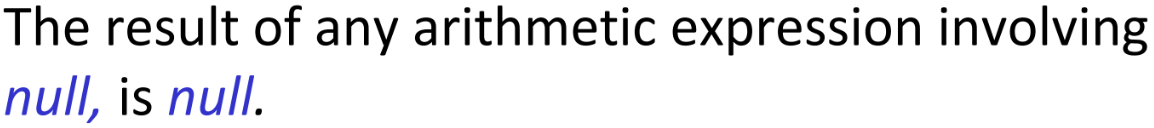 The result of any arithmetic expression involving
null, is null.